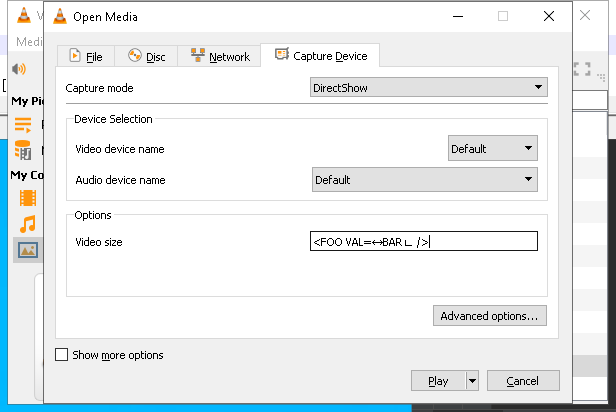 V
Open Media
Medi
File
Disc
Network
Capture Device
Capture mode
DirectShow
My Pi
Device Selection
Video device name
Default
Audio device name
Default
My Co
Options
Video size
<FOO VAL=↔BAR∟ />
Advanced options...
Show more options
Play
Cancel